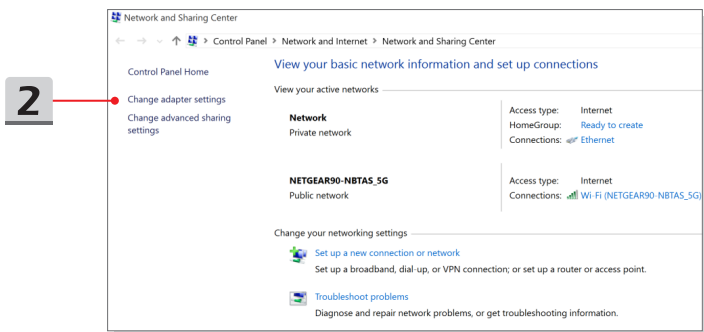 Network and Sharing Center
Control Panel > Network and Internet > Network and Sharing Center
2
Control Panel Home
Change adapter settings
Change advanced sharing
settings
View your basic network information and set up connections
View your active networks
Network
Private network
Access type: Internet
HomeGroup: Ready to create
Connections: Ethernet
NETGEAR90-NBTAS_5G
Public network
Access type: Internet
Connections: Wi-Fi (NETGEAR90-NBTAS_5G)
Change your networking settings
Set up a new connection or network
Set up a broadband, dial-up, or VPN connection; or set up a router or access point.
Troubleshoot problems
Diagnose and repair network problems, or get troubleshooting information.